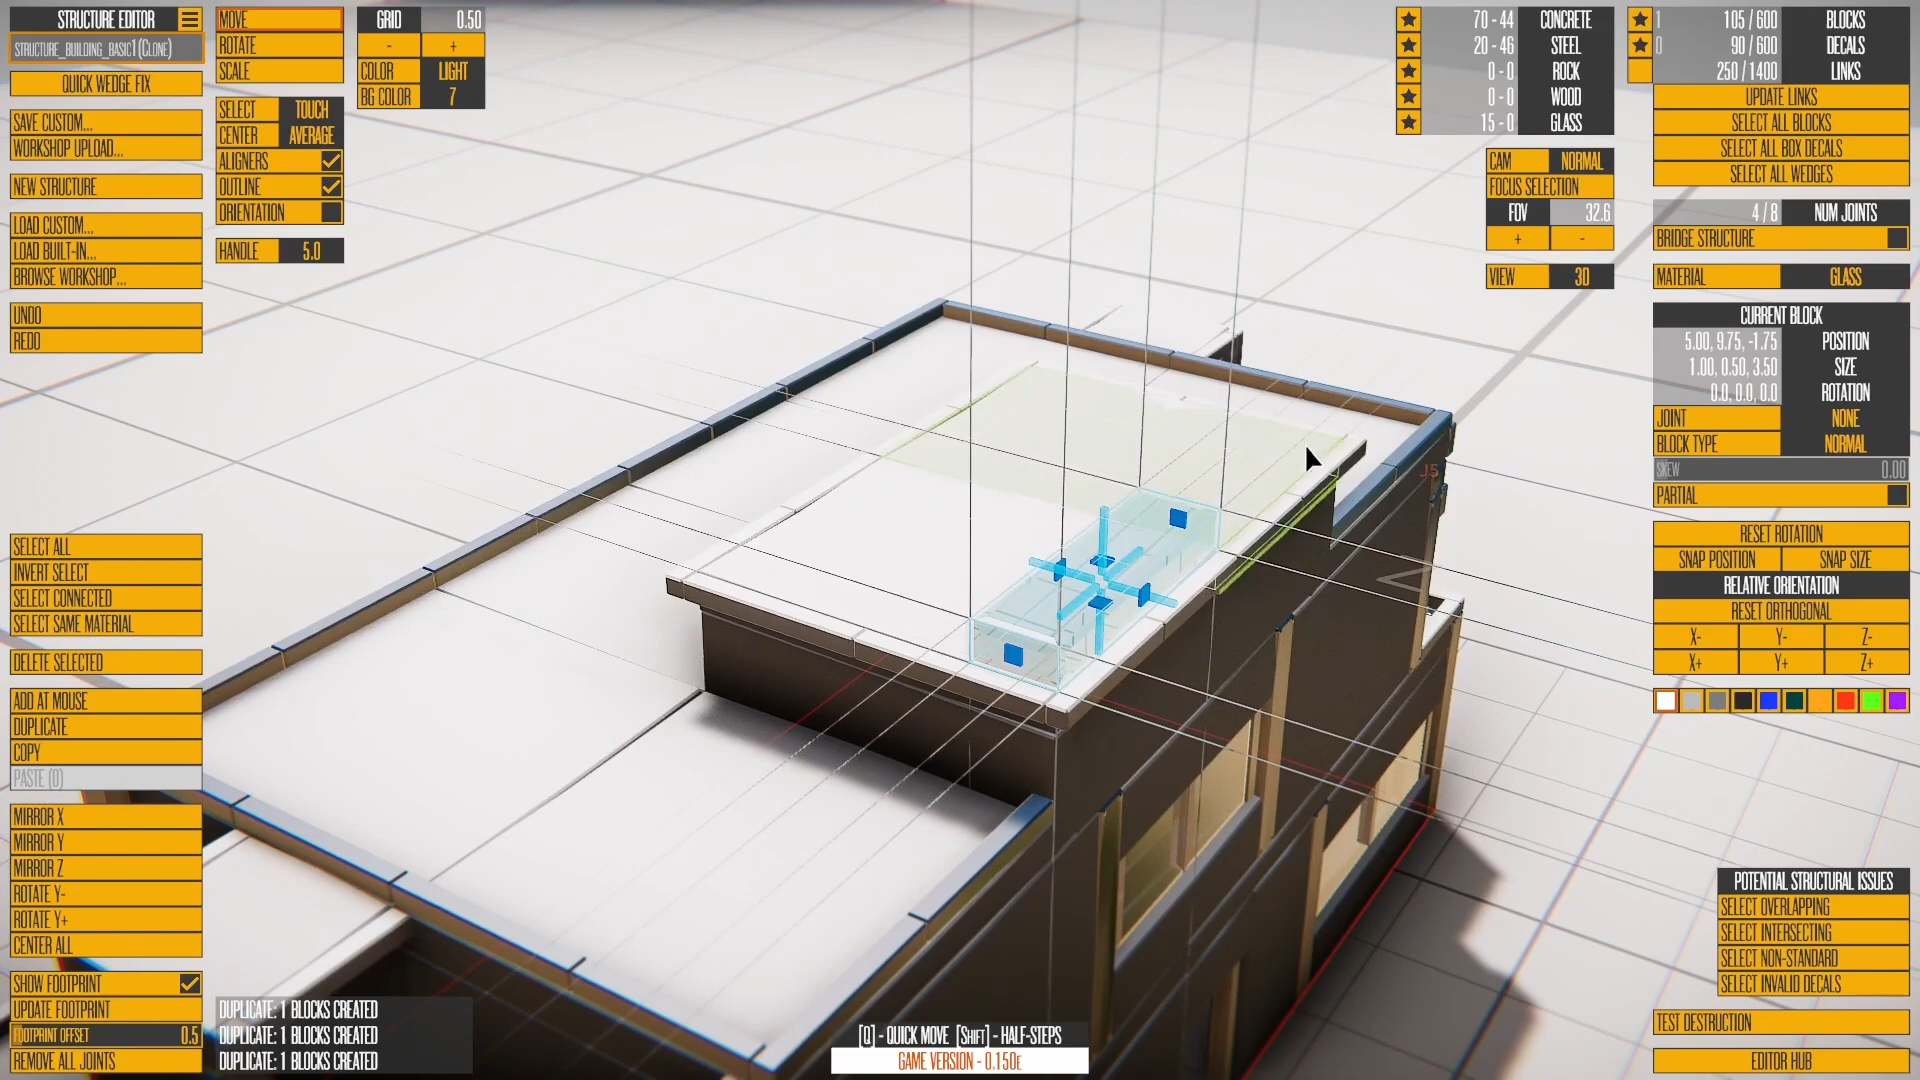 STRUCTURE EDITOR
STRUCTURE_BUILDING_BASIC1(CLONE)
QUICK WEDGE FIX
SAVE CUSTOM...
WORKSHOP UPLOAD...
NEW STRUCTURE
LOAD CUSTOM...
LOAD BUILT-IN...
BROWSE WORKSHOP...
UNDO
REDO
SELECT ALL
INVERT SELECT
SELECT CONNECTED
SELECT SAME MATERIAL
DELETE SELECTED
ADD AT MOUSE
DUPLICATE
COPY
PASTE (0)
MIRROR X
MIRROR Y
MIRROR Z
ROTATE Y-
ROTATE Y+
CENTER ALL
SHOW FOOTPRINT
UPDATE FOOTPRINT
FOOTPRINT OFFSET 0.5
REMOVE ALL JOINTS
MOVE
ROTATE
SCALE
SELECT TOUCH
CENTER AVERAGE
ALIGNERS
OUTLINE
ORIENTATION
HANDLE 5.0
GRID 0.50
- +
COLOR LIGHT
BG COLOR 7
DUPLICATE: 1 BLOCKS CREATED
DUPLICATE: 1 BLOCKS CREATED
DUPLICATE: 1 BLOCKS CREATED
J5
[Q] - QUICK MOVE [SHIFT] - HALF-STEPS
GAME VERSION - 0.150E
70 - 44 CONCRETE
20 - 46 STEEL
0 - 0 ROCK
0 - 0 WOOD
15 - 0 GLASS
CAM NORMAL
FOCUS SELECTION
FOV 32.6
+ -
VIEW 3D
1 105 / 600 BLOCKS
0 90 / 600 DECALS
250 / 1400 LINKS
UPDATE LINKS
SELECT ALL BLOCKS
SELECT ALL BOX DECALS
SELECT ALL WEDGES
4 / 8 NUM JOINTS
BRIDGE STRUCTURE
MATERIAL GLASS
CURRENT BLOCK
5.00, 9.75, -1.75 POSITION
1.00, 0.50, 3.50 SIZE
0.0, 0.0, 0.0 ROTATION
JOINT NONE
BLOCK TYPE NORMAL
SKEW 0.00
PARTIAL
RESET ROTATION
SNAP POSITION SNAP SIZE
RELATIVE ORIENTATION
RESET ORTHOGONAL
X- Y- Z-
X+ Y+ Z+
POTENTIAL STRUCTURAL ISSUES
SELECT OVERLAPPING
SELECT INTERSECTING
SELECT NON-STANDARD
SELECT INVALID DECALS
TEST DESTRUCTION
EDITOR HUB